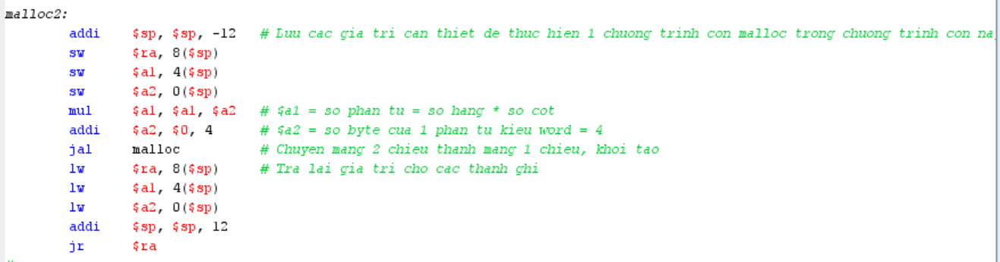 malloc2:
addi $sp, $sp, -12 # Luu cac gia tri can thiet de thuc hien 1 chuong trinh con malloc trong chuong trinh con na
sw $ra, 8($sp)
sw $a1, 4($sp)
sw $a2, 0($sp)
mul $a1, $a1, $a2 # $a1 = so phan tu = so hang * so cot
addi $a2, $0, 4 # $a2 = so byte cua 1 phan tu kieu word = 4
jal malloc # Chuyen mang 2 chieu thanh mang 1 chieu, khoi tao
lw $ra, 8($sp) # Tra lai gia tri cho cac thanh ghi
lw $a1, 4($sp)
lw $a2, 0($sp)
addi $sp, $sp, 12
jr $ra